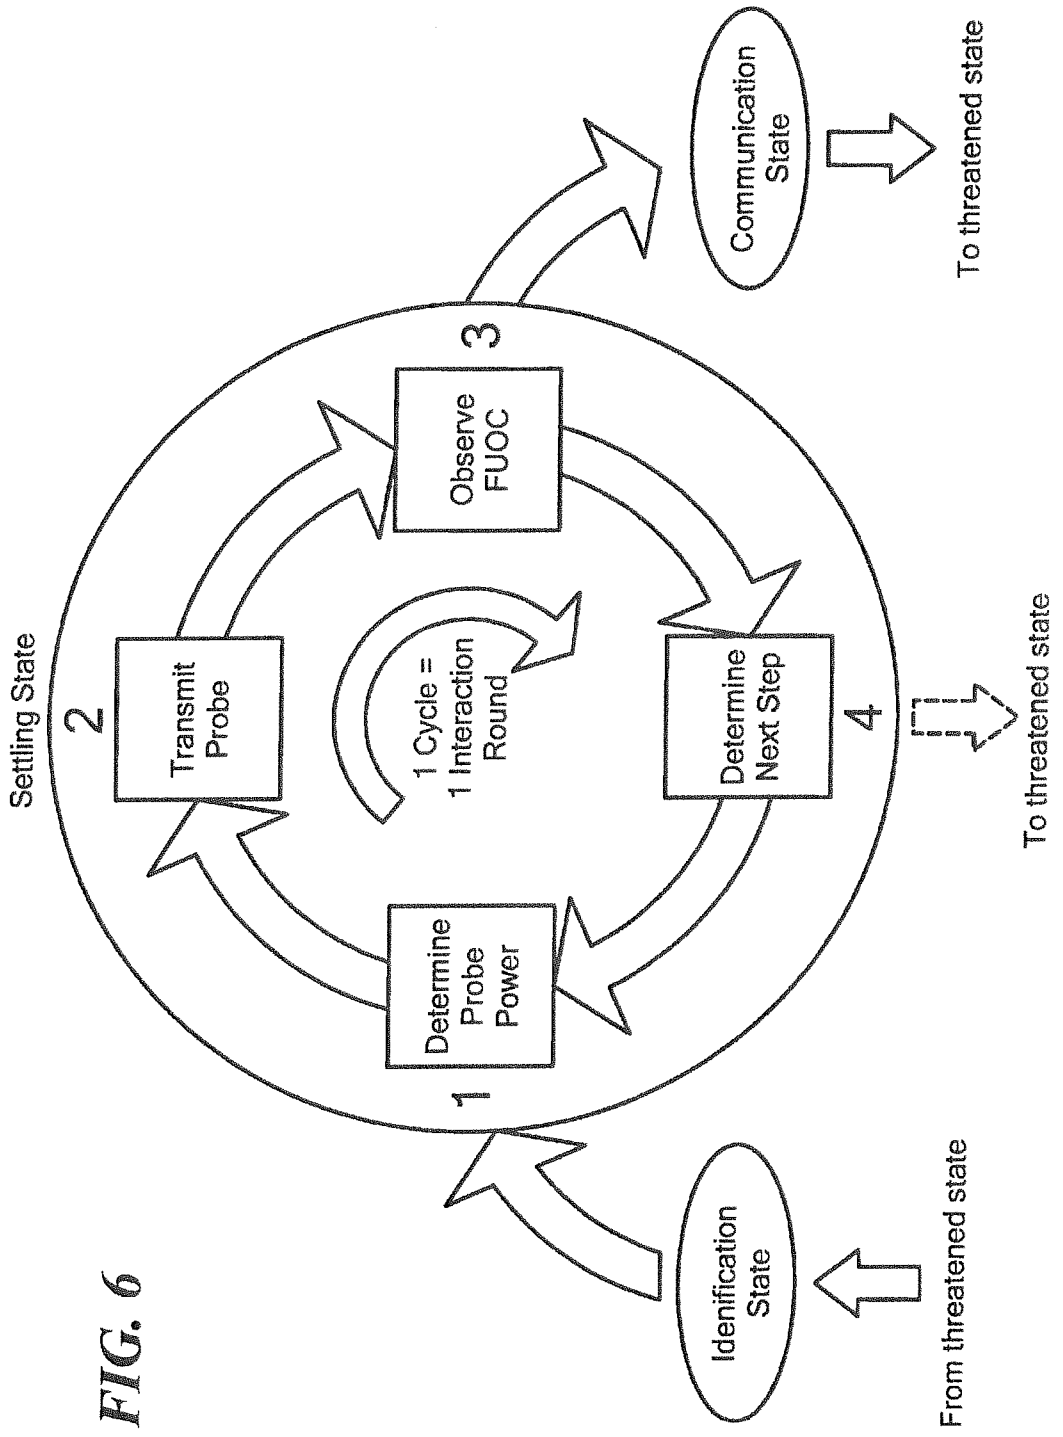 Settling State
2
Transmit
Probe
1
Determine
Probe
Power
1 Cycle =
1 Interaction
Round
Observe
FUOC
3
Determine
Next Step
4
Idenification
State
Communication
State
From threatened state
To threatened state
To threatened state
FIG. 6